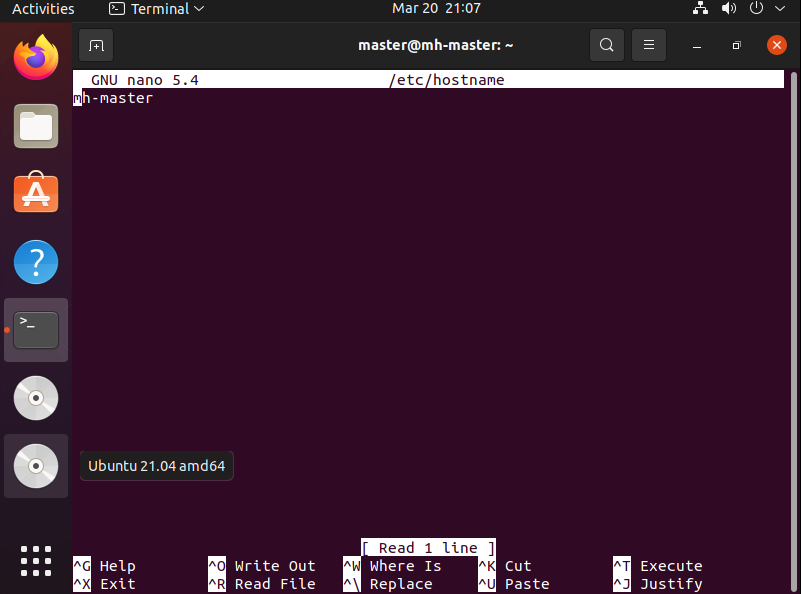 Activities Terminal Mar 20 21:07
master@mh-master: ~
GNU nano 5.4 /etc/hostname
mh-master
>_
?
Ubuntu 21.04 amd64
[ Read 1 line ]
^G Help ^O Write Out ^W Where Is ^K Cut ^T Execute
^X Exit ^R Read File ^\ Replace ^U Paste ^J Justify